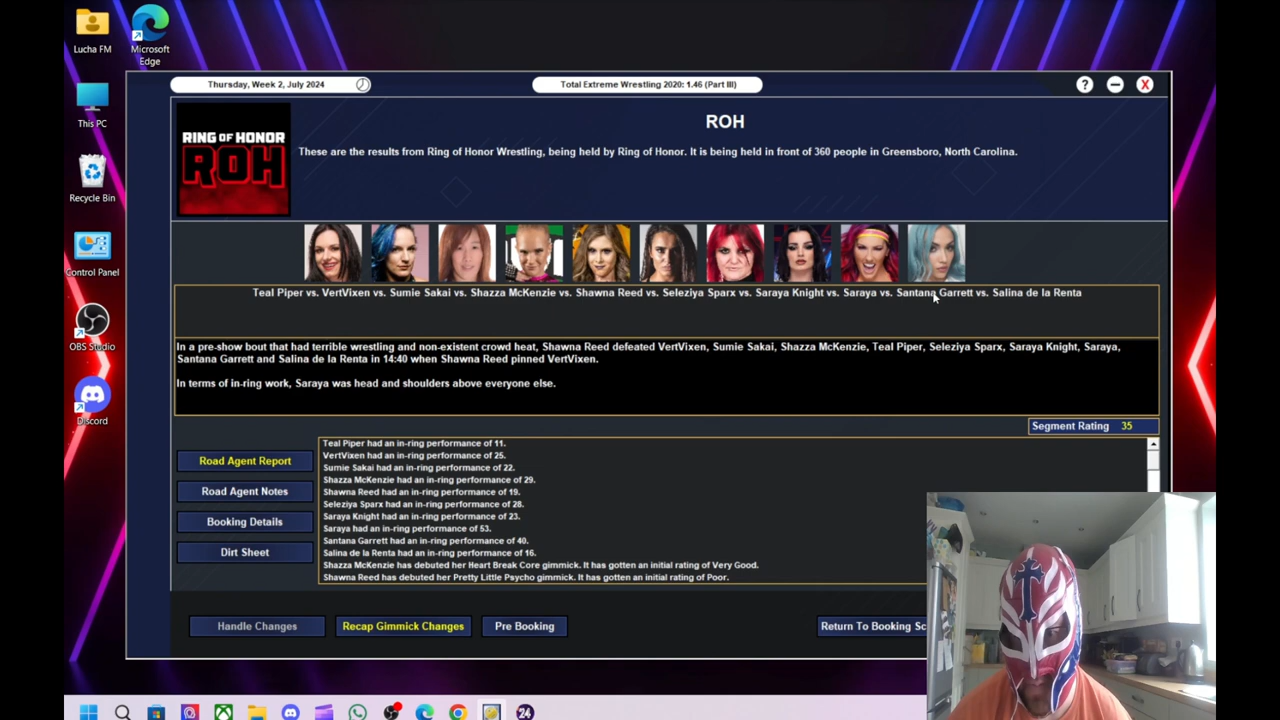 Lucha FM
Microsoft
Edge
This PC
Recycle Bin
Control Panel
OBS Studio
Discord
Thursday, Week 2, July 2024
Total Extreme Wrestling 2020: 1.46 (Part III)
?
X
RING OF HONOR
ROH
ROH
These are the results from Ring of Honor Wrestling, being held by Ring of Honor. It is being held in front of 360 people in Greensboro, North Carolina.
Teal Piper vs. VertVixen vs. Sumie Sakai vs. Shazza McKenzie vs. Shawna Reed vs. Seleziya Sparx vs. Saraya Knight vs. Saraya vs. Santana Garrett vs. Salina de la Renta
In a pre-show bout that had terrible wrestling and non-existent crowd heat, Shawna Reed defeated VertVixen, Sumie Sakai, Shazza McKenzie, Teal Piper, Seleziya Sparx, Saraya Knight, Saraya,
Santana Garrett and Salina de la Renta in 14:40 when Shawna Reed pinned VertVixen.
In terms of in-ring work, Saraya was head and shoulders above everyone else.
Segment Rating 35
Road Agent Report
Road Agent Notes
Booking Details
Dirt Sheet
Teal Piper had an in-ring performance of 11.
VertVixen had an in-ring performance of 25.
Sumie Sakai had an in-ring performance of 22.
Shazza McKenzie had an in-ring performance of 29.
Shawna Reed had an in-ring performance of 19.
Seleziya Sparx had an in-ring performance of 28.
Saraya Knight had an in-ring performance of 23.
Saraya had an in-ring performance of 53.
Santana Garrett had an in-ring performance of 40.
Salina de la Renta had an in-ring performance of 16.
Shazza McKenzie has debuted her Heart Break Core gimmick. It has gotten an initial rating of Very Good.
Shawna Reed has debuted her Pretty Little Psycho gimmick. It has gotten an initial rating of Poor.
Handle Changes
Recap Gimmick Changes
Pre Booking
Return To Booking Sc
24